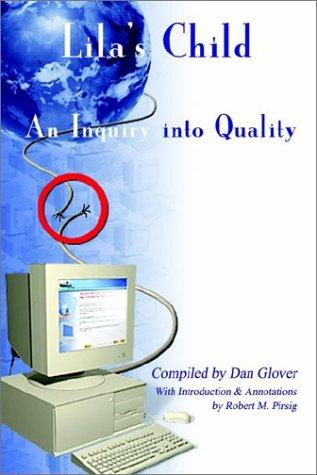 Lila's Child
An Inquiry into Quality
Compiled by Dan Glover
With Introduction & Annotations
by Robert M. Pirsig